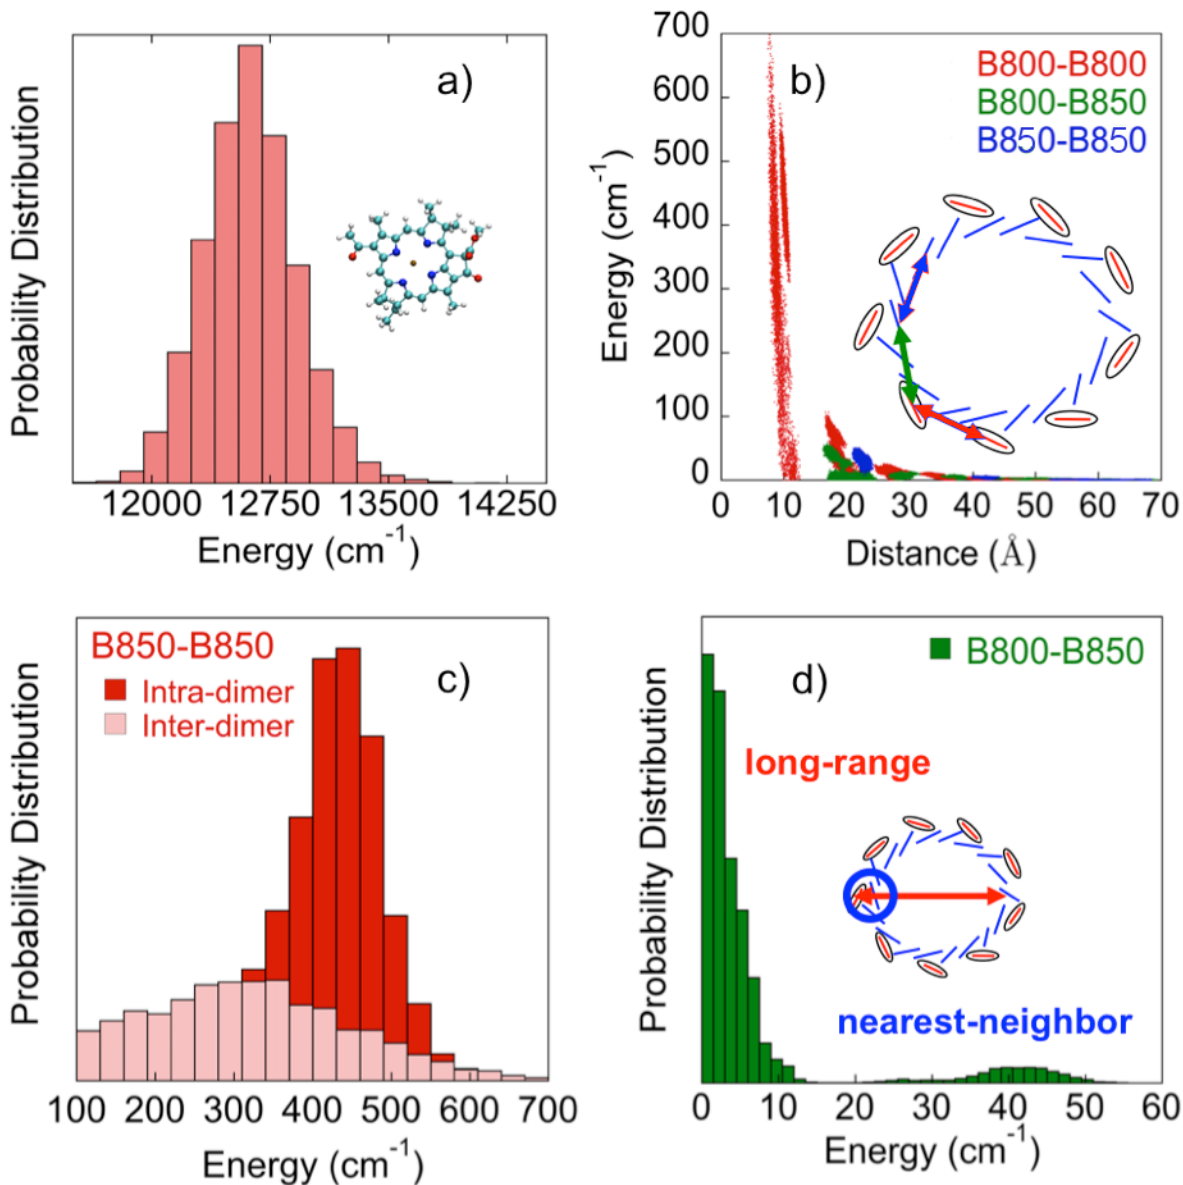 a)
Probability Distribution
12000 12750 13500 14250
Energy (cm⁻¹)
b)
B800-B800
B800-B850
B850-B850
700
600
500
400
300
200
100
0
Energy (cm⁻¹)
0 10 20 30 40 50 60 70
Distance (Å)
B850-B850
Intra-dimer
Inter-dimer
c)
Probability Distribution
100 200 300 400 500 600 700
Energy (cm⁻¹)
B800-B850
d)
long-range
nearest-neighbor
Probability Distribution
0 10 20 30 40 50 60
Energy (cm⁻¹)